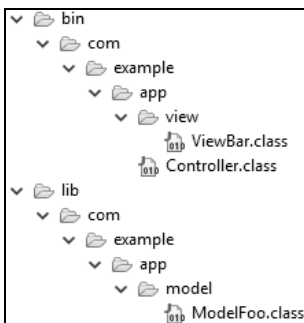 bin
com
example
app
view
ViewBar.class
Controller.class
lib
com
example
app
model
ModelFoo.class